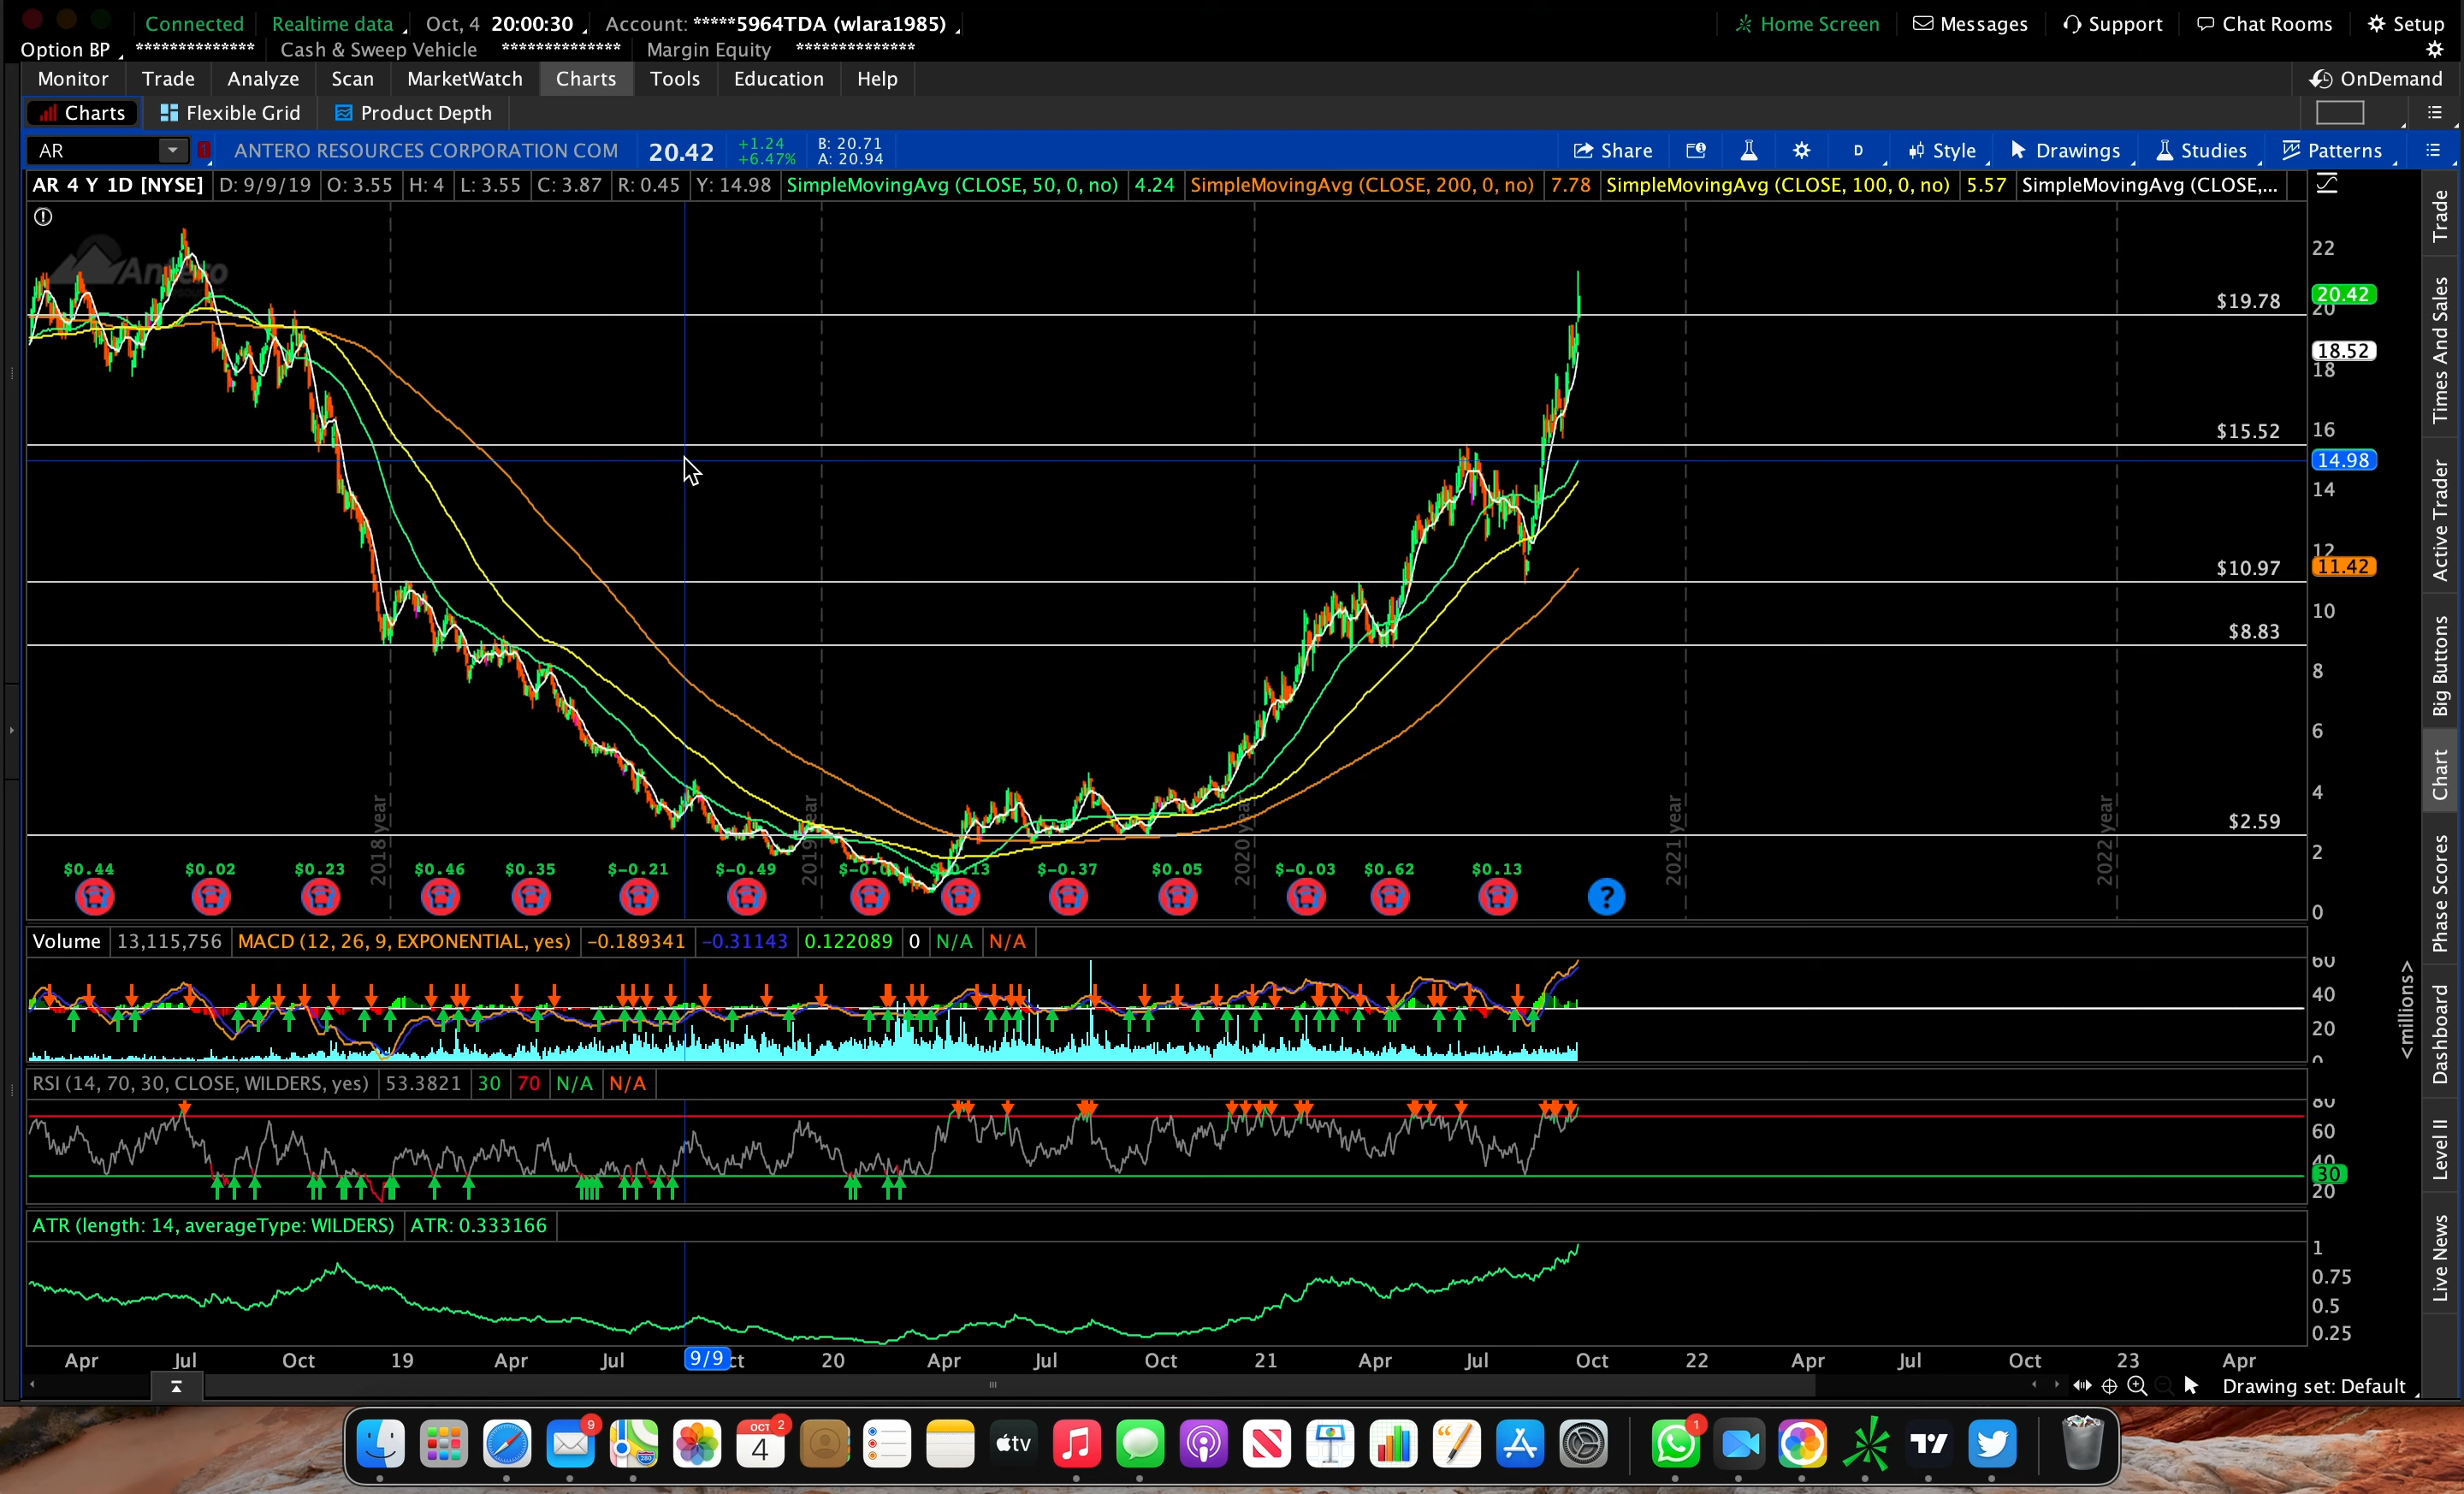 Connected Realtime data Oct, 4 20:00:30 Account: *****5964TDA (wlara1985) Home Screen Messages Support Chat Rooms Setup
Option BP ************** Cash & Sweep Vehicle ************** Margin Equity **************
Monitor Trade Analyze Scan MarketWatch Charts Tools Education Help OnDemand
Charts Flexible Grid Product Depth
AR ANTERO RESOURCES CORPORATION COM 20.42 +1.24 +6.47% B: 20.71 A: 20.94 Share D Style Drawings Studies Patterns
AR 4 Y 1D [NYSE] D: 9/9/19 O: 3.55 H: 4 L: 3.55 C: 3.87 R: 0.45 Y: 14.98 SimpleMovingAvg (CLOSE, 50, 0, no) 4.24 SimpleMovingAvg (CLOSE, 200, 0, no) 7.78 SimpleMovingAvg (CLOSE, 100, 0, no) 5.57 SimpleMovingAvg (CLOSE,...
Antero
22
20.42
$19.78
20
18.52
18
$15.52
16
14.98
14
12
$10.97
11.42
10
$8.83
8
6
4
$2.59
2
0
2018 year
2019 year
2020 year
2021 year
2022 year
$0.44 $0.02 $0.23 $0.46 $0.35 $-0.21 $-0.49 $-0.37 $0.05 $-0.03 $0.62 $0.13
?
Volume 13,115,756 MACD (12, 26, 9, EXPONENTIAL, yes) -0.189341 -0.31143 0.122089 0 N/A N/A
60
40
20
0
<millions>
RSI (14, 70, 30, CLOSE, WILDERS, yes) 53.3821 30 70 N/A N/A
80
60
40
30
20
ATR (length: 14, averageType: WILDERS) ATR: 0.333166
1
0.75
0.5
0.25
Apr Jul Oct 19 Apr Jul 9/9 ct 20 Apr Jul Oct 21 Apr Jul Oct 22 Apr Jul Oct 23 Apr
Drawing set: Default
Trade
Times And Sales
Active Trader
Big Buttons
Chart
Phase Scores
Dashboard
Level II
Live News
9
OCT 2
4
tv
1